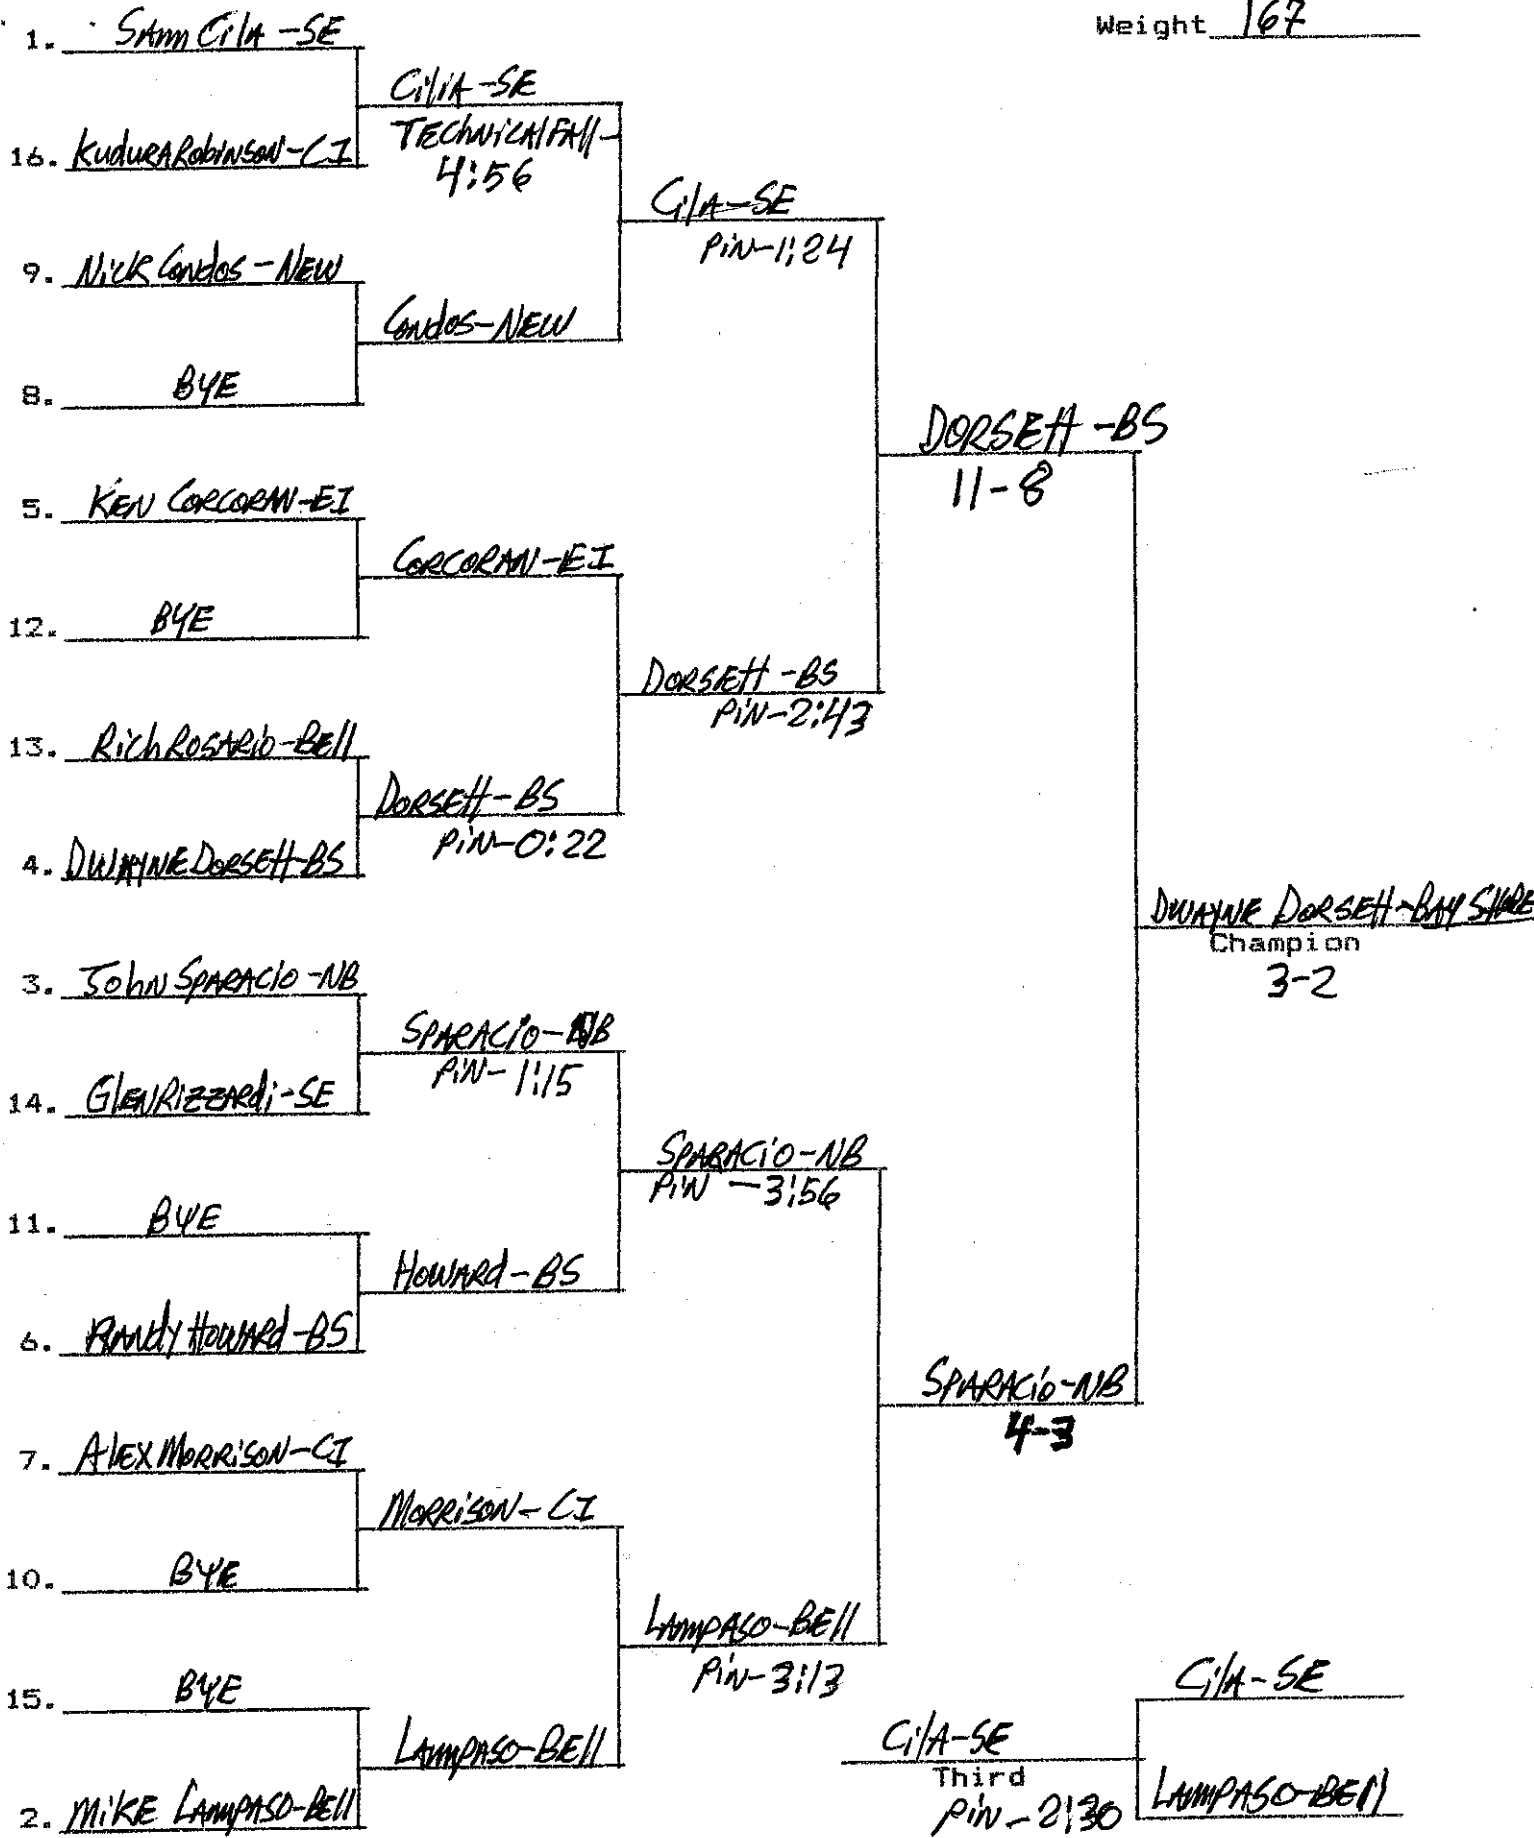 Weight 167
1. SAm CilA -SE
CiliA -SE
TEChNiCAl FAll -
4:56
16. KuduRA RobiNSON - CI
CilA -SE
PiN - 1:24
9. NiCK CONdos - NEW
CONdos - NEW
8. BYE
DORSEtt -BS
11-8
5. KEN CORCORAN - EI
CORCORAN - EI
12. BYE
DORSEtt -BS
PiN - 2:43
13. Rich ROSARio - BEll
DORSEtt - BS
PiN - 0:22
4. DWAYNE DORSEtt - BS
DWAYNE DORSEtt - BAY SHORE
Champion
3-2
3. John SPARACIO -NB
SPARACiO - NB
PiN - 1:15
14. GlEN RizzARdi - SE
SPARACiO - NB
PiN - 3:56
11. BYE
HOWARd - BS
6. RANdy HOWARd - BS
SPARACiO - NB
4-3
7. AlEX MORRiSON - CI
MORRiSON - CI
10. BYE
LAmpASO - BEll
PiN - 3:13
15. BYE
LAmpASO - BEll
2. MiKE LAmpASO - BEll
CilA - SE
CilA - SE
Third
PiN - 2:30
LAmpASO - BEll